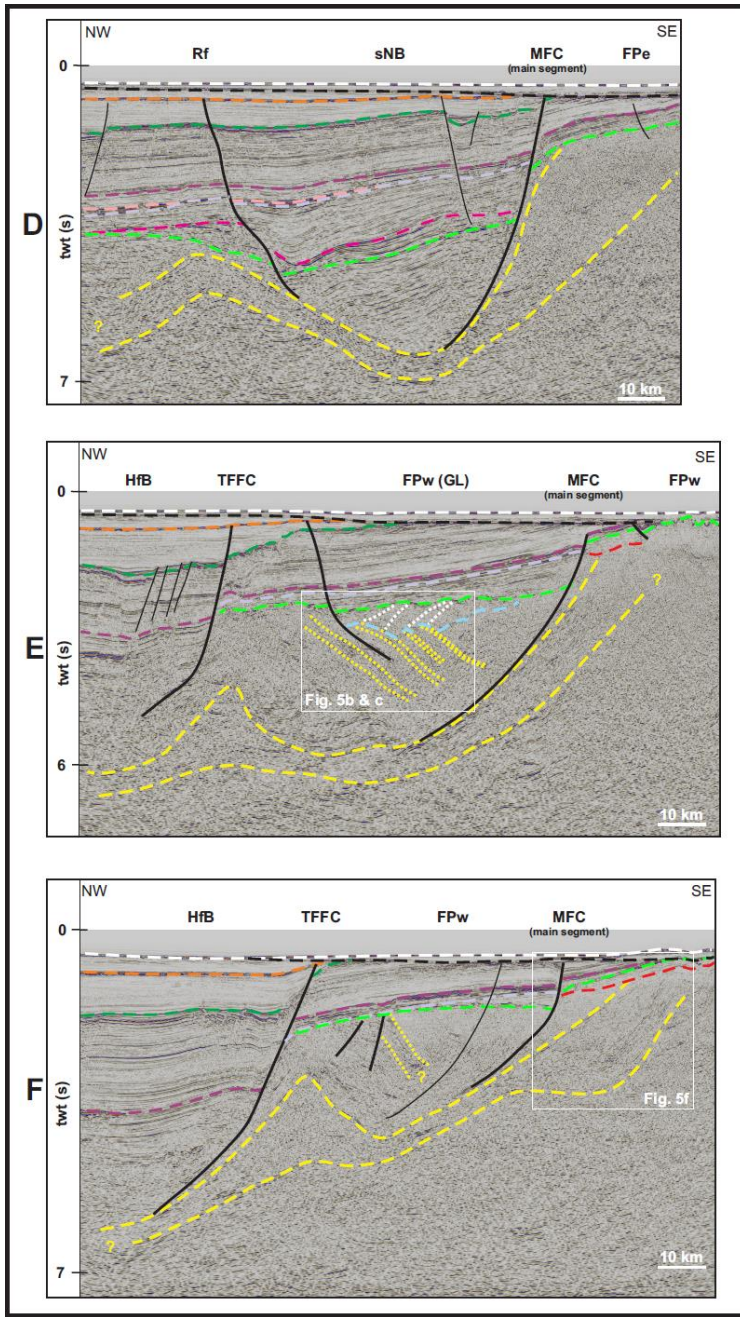 NW SE
Rf sNB MFC FPe
(main segment)
0
D
twt (s)
?
7
10 km
NW SE
HfB TFFC FPw (GL) MFC FPw
(main segment)
0
?
E
twt (s)
Fig. 5b & c
6
10 km
NW SE
HfB TFFC FPw MFC
(main segment)
0
F
twt (s)
?
Fig. 5f
?
10 km
7